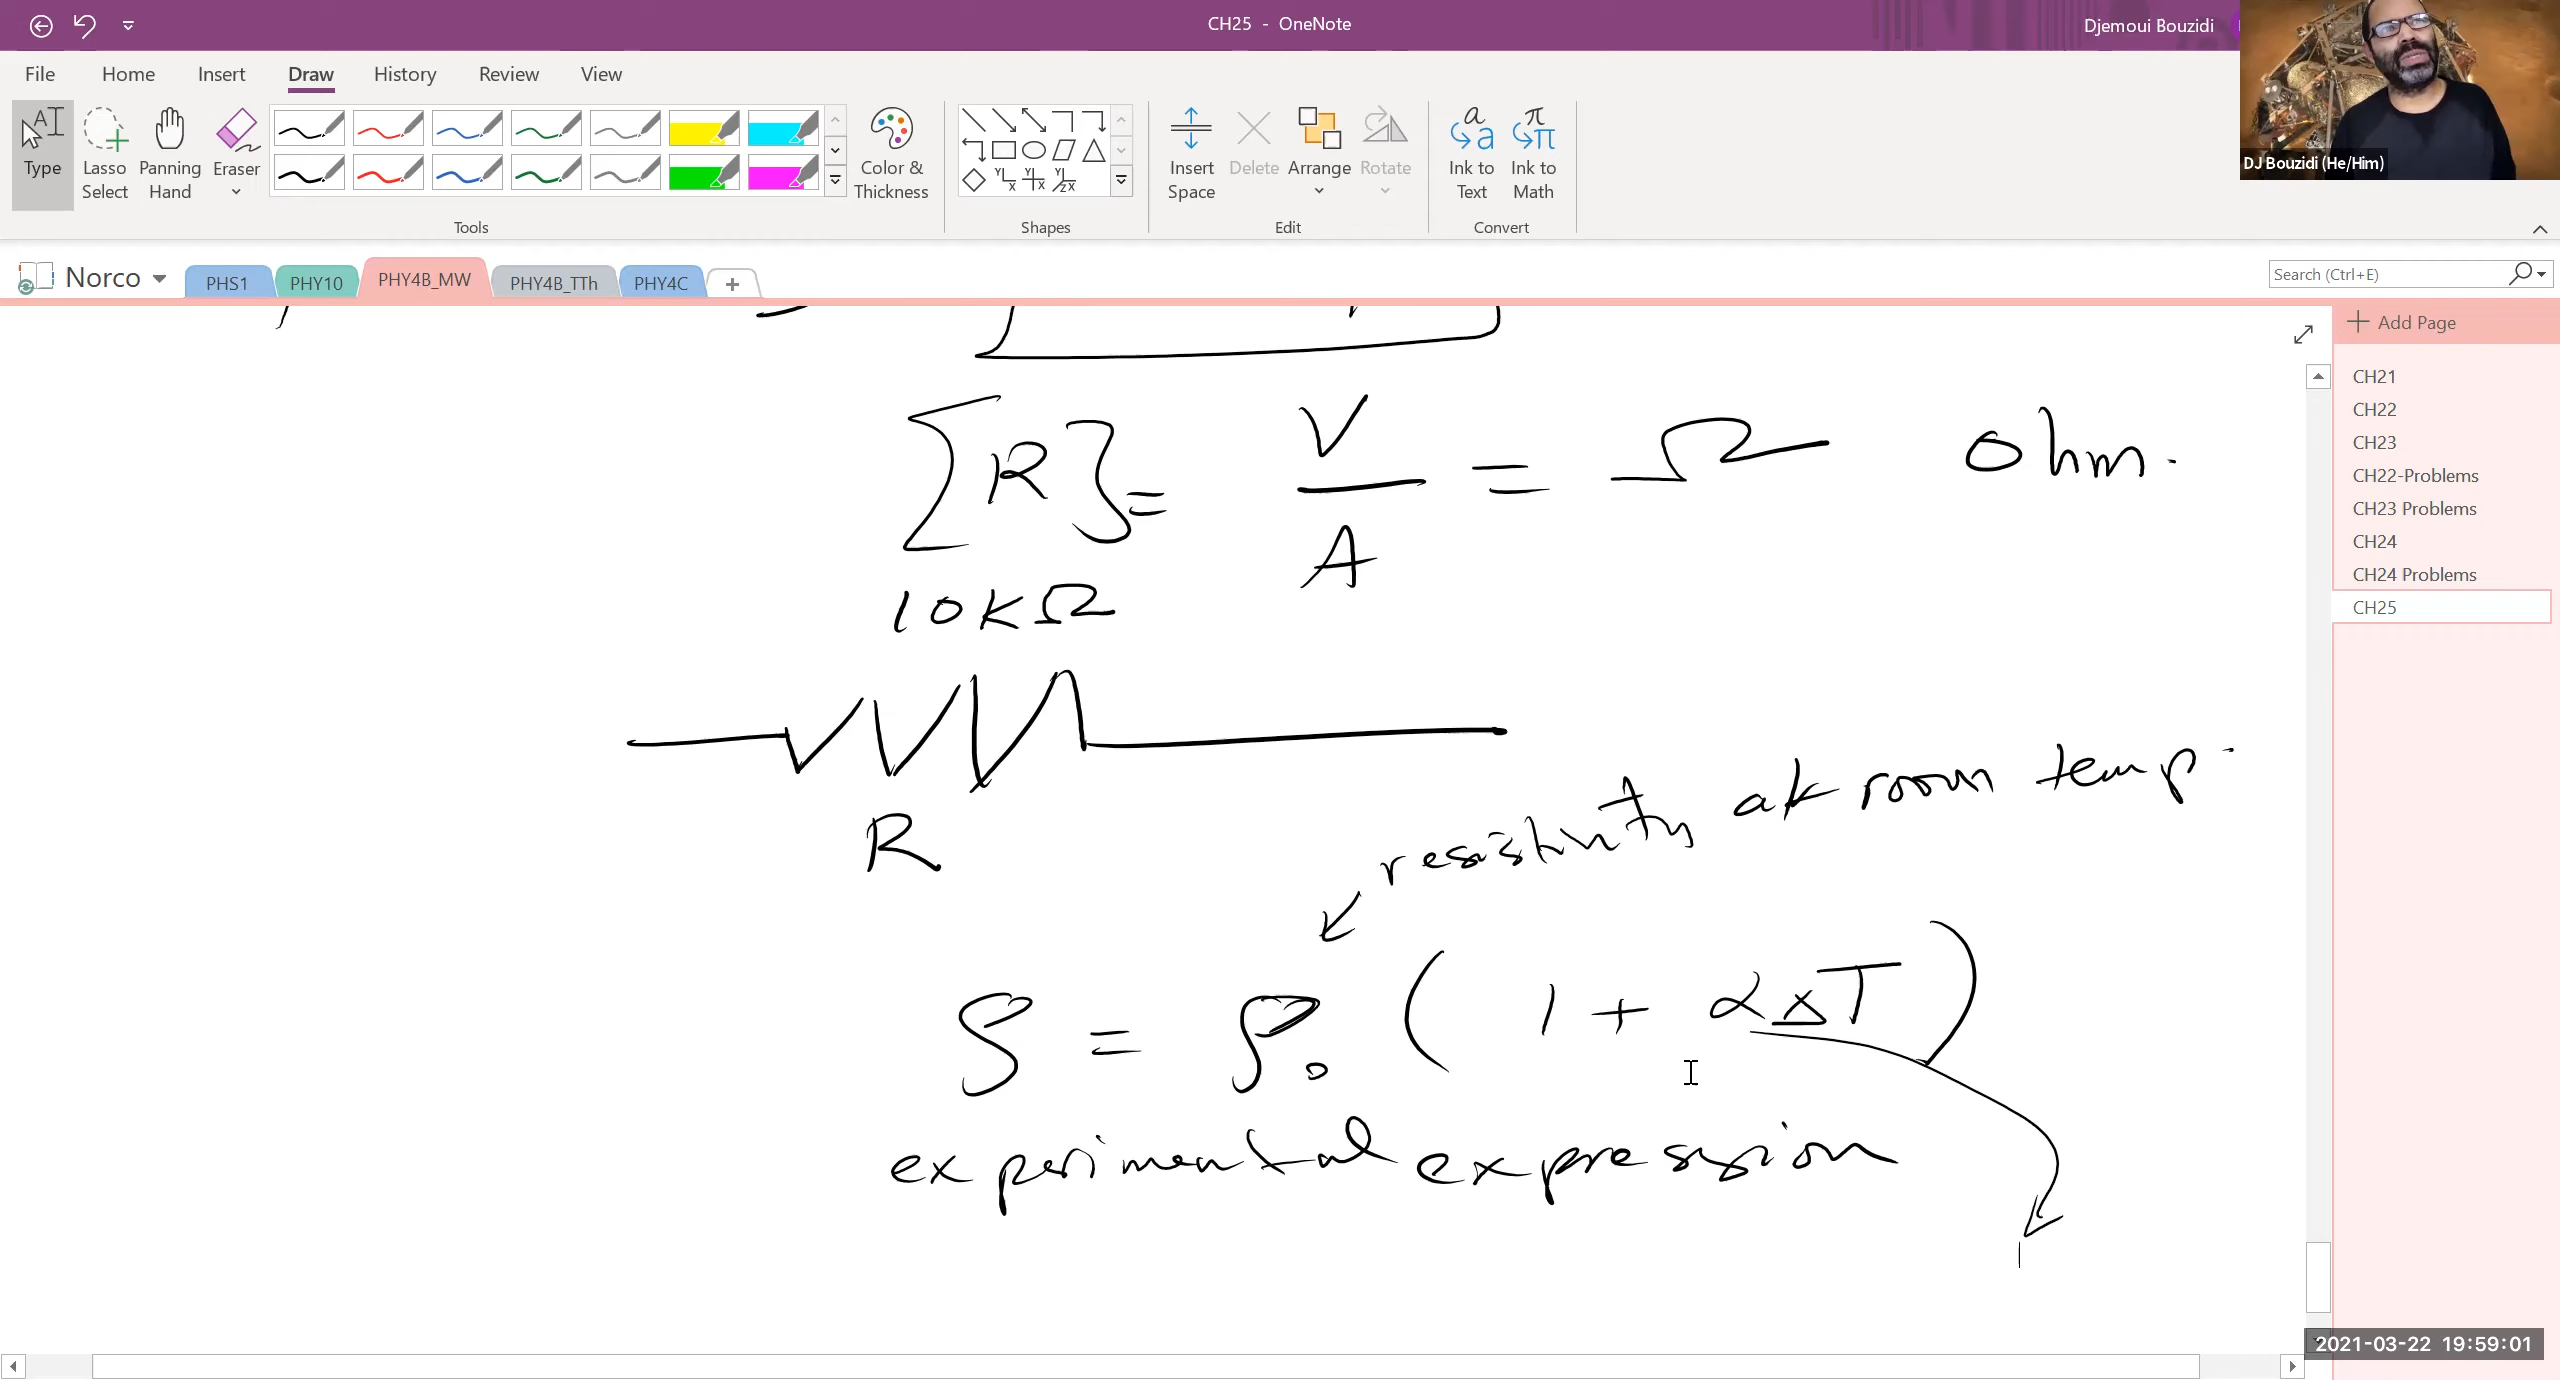 CH25 - OneNote
Djemoui Bouzidi
File Home Insert Draw History Review View
Type
Lasso Select
Panning Hand
Eraser
Color & Thickness
Insert Space
Delete
Arrange
Rotate
Ink to Text
Ink to Math
Tools
Shapes
Edit
Convert
DJ Bouzidi (He/Him)
Norco
PHS1 PHY10 PHY4B_MW PHY4B_TTh PHY4C +
Search (Ctrl+E)
Add Page
CH21
CH22
CH23
CH22-Problems
CH23 Problems
CH24
CH24 Problems
CH25
[R] = V/A = Ω Ohm.
10KΩ
R
resistivity at room temp.
ρ = ρ₀ ( 1 + αΔT )
experimental expression
2021-03-22 19:59:01